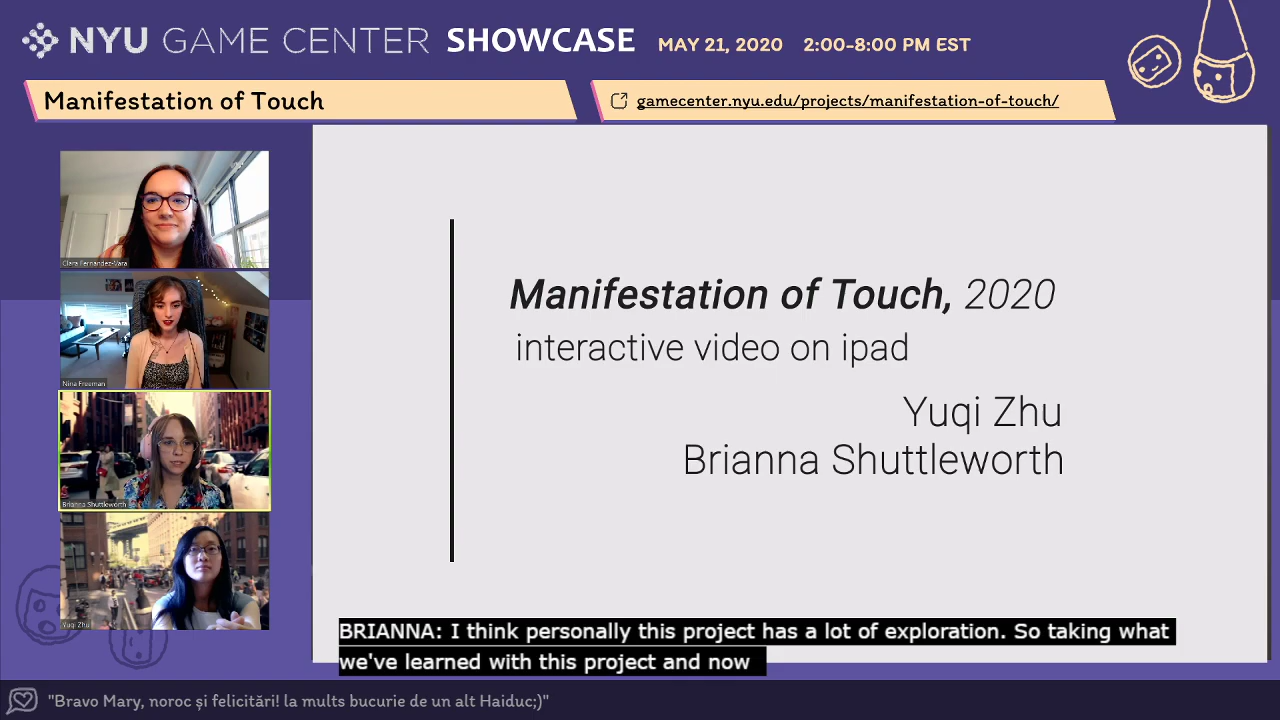 NYU GAME CENTER SHOWCASE MAY 21, 2020 2:00-8:00 PM EST
Manifestation of Touch
gamecenter.nyu.edu/projects/manifestation-of-touch/
Clara Fernandez-Vara
Nina Freeman
Brianna Shuttleworth
Yuqi Zhu
Manifestation of Touch, 2020
interactive video on ipad
Yuqi Zhu
Brianna Shuttleworth
BRIANNA: I think personally this project has a lot of exploration. So taking what
we've learned with this project and now
"Bravo Mary, noroc și felicitări! la mults bucurie de un alt Haiduc;)"